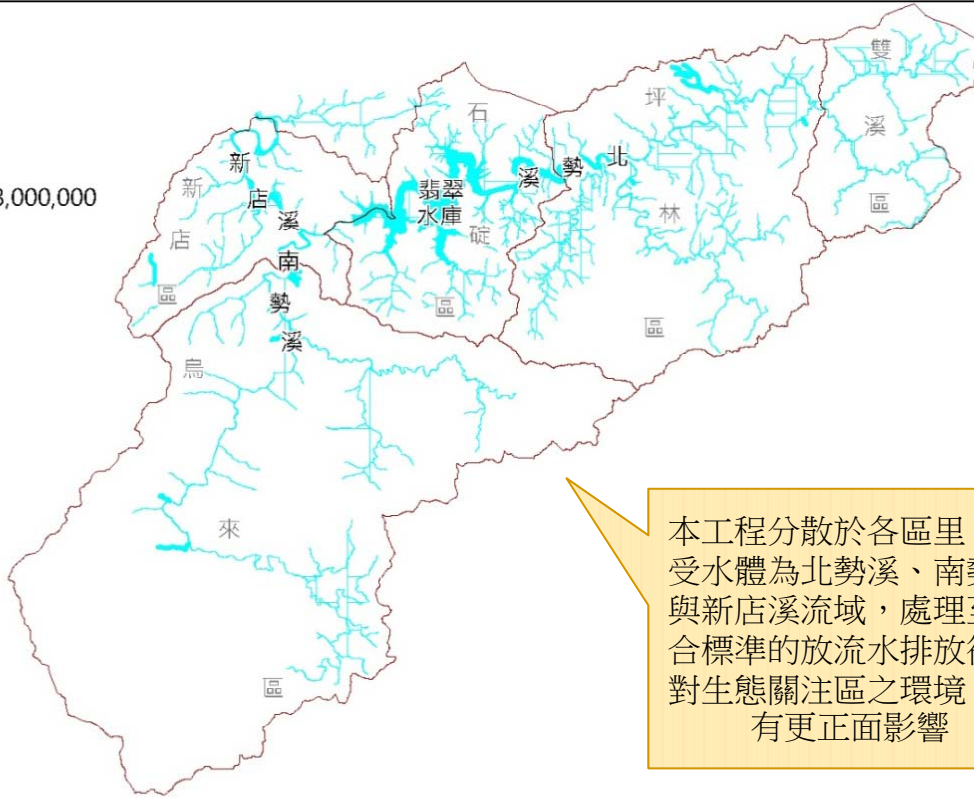 3,000,000
雙溪區
坪林區
石碇區
北勢溪
翡翠
水庫
新店溪
新店區
南勢溪
烏來區
本工程分散於各區里
受水體為北勢溪、南勢
與新店溪流域，處理至
合標準的放流水排放後
對生態關注區之環境
有更正面影響